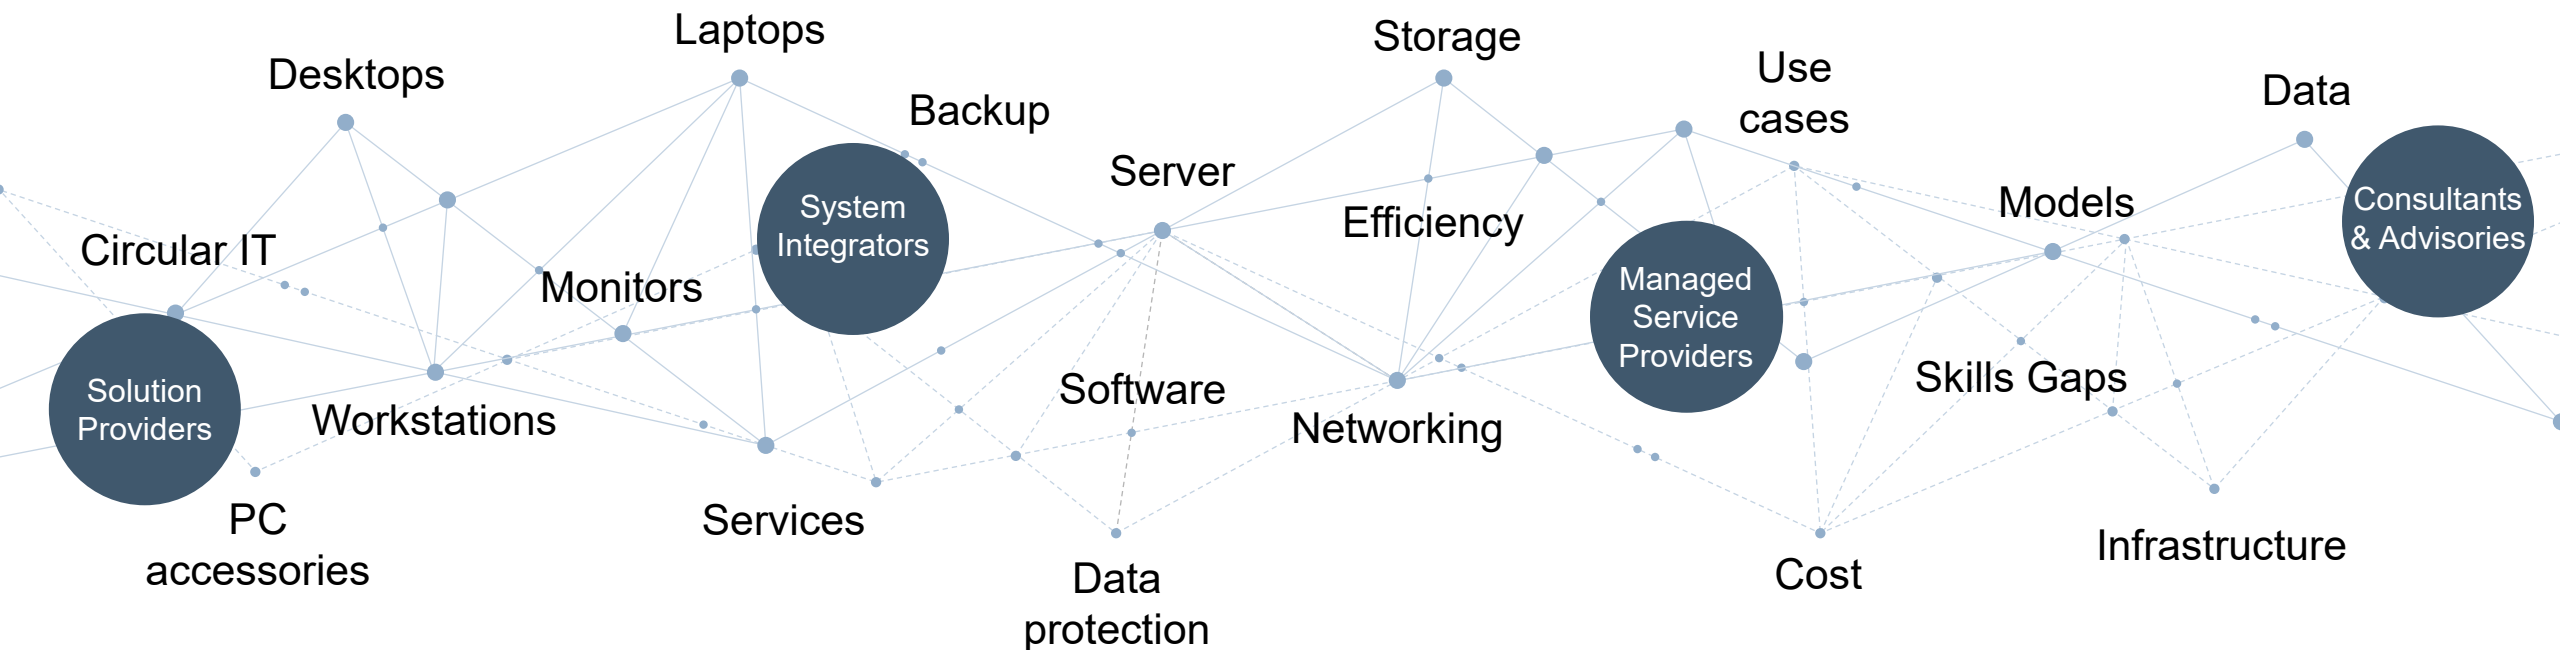 Laptops
Desktops
Storage
Use
cases
Data
Backup
Server
Circular IT
Monitors
System
Integrators
Efficiency
Models
Consultants
& Advisories
Managed
Service
Providers
Solution
Providers
Workstations
Software
Networking
Skills Gaps
PC
accessories
Services
Data
protection
Cost
Infrastructure